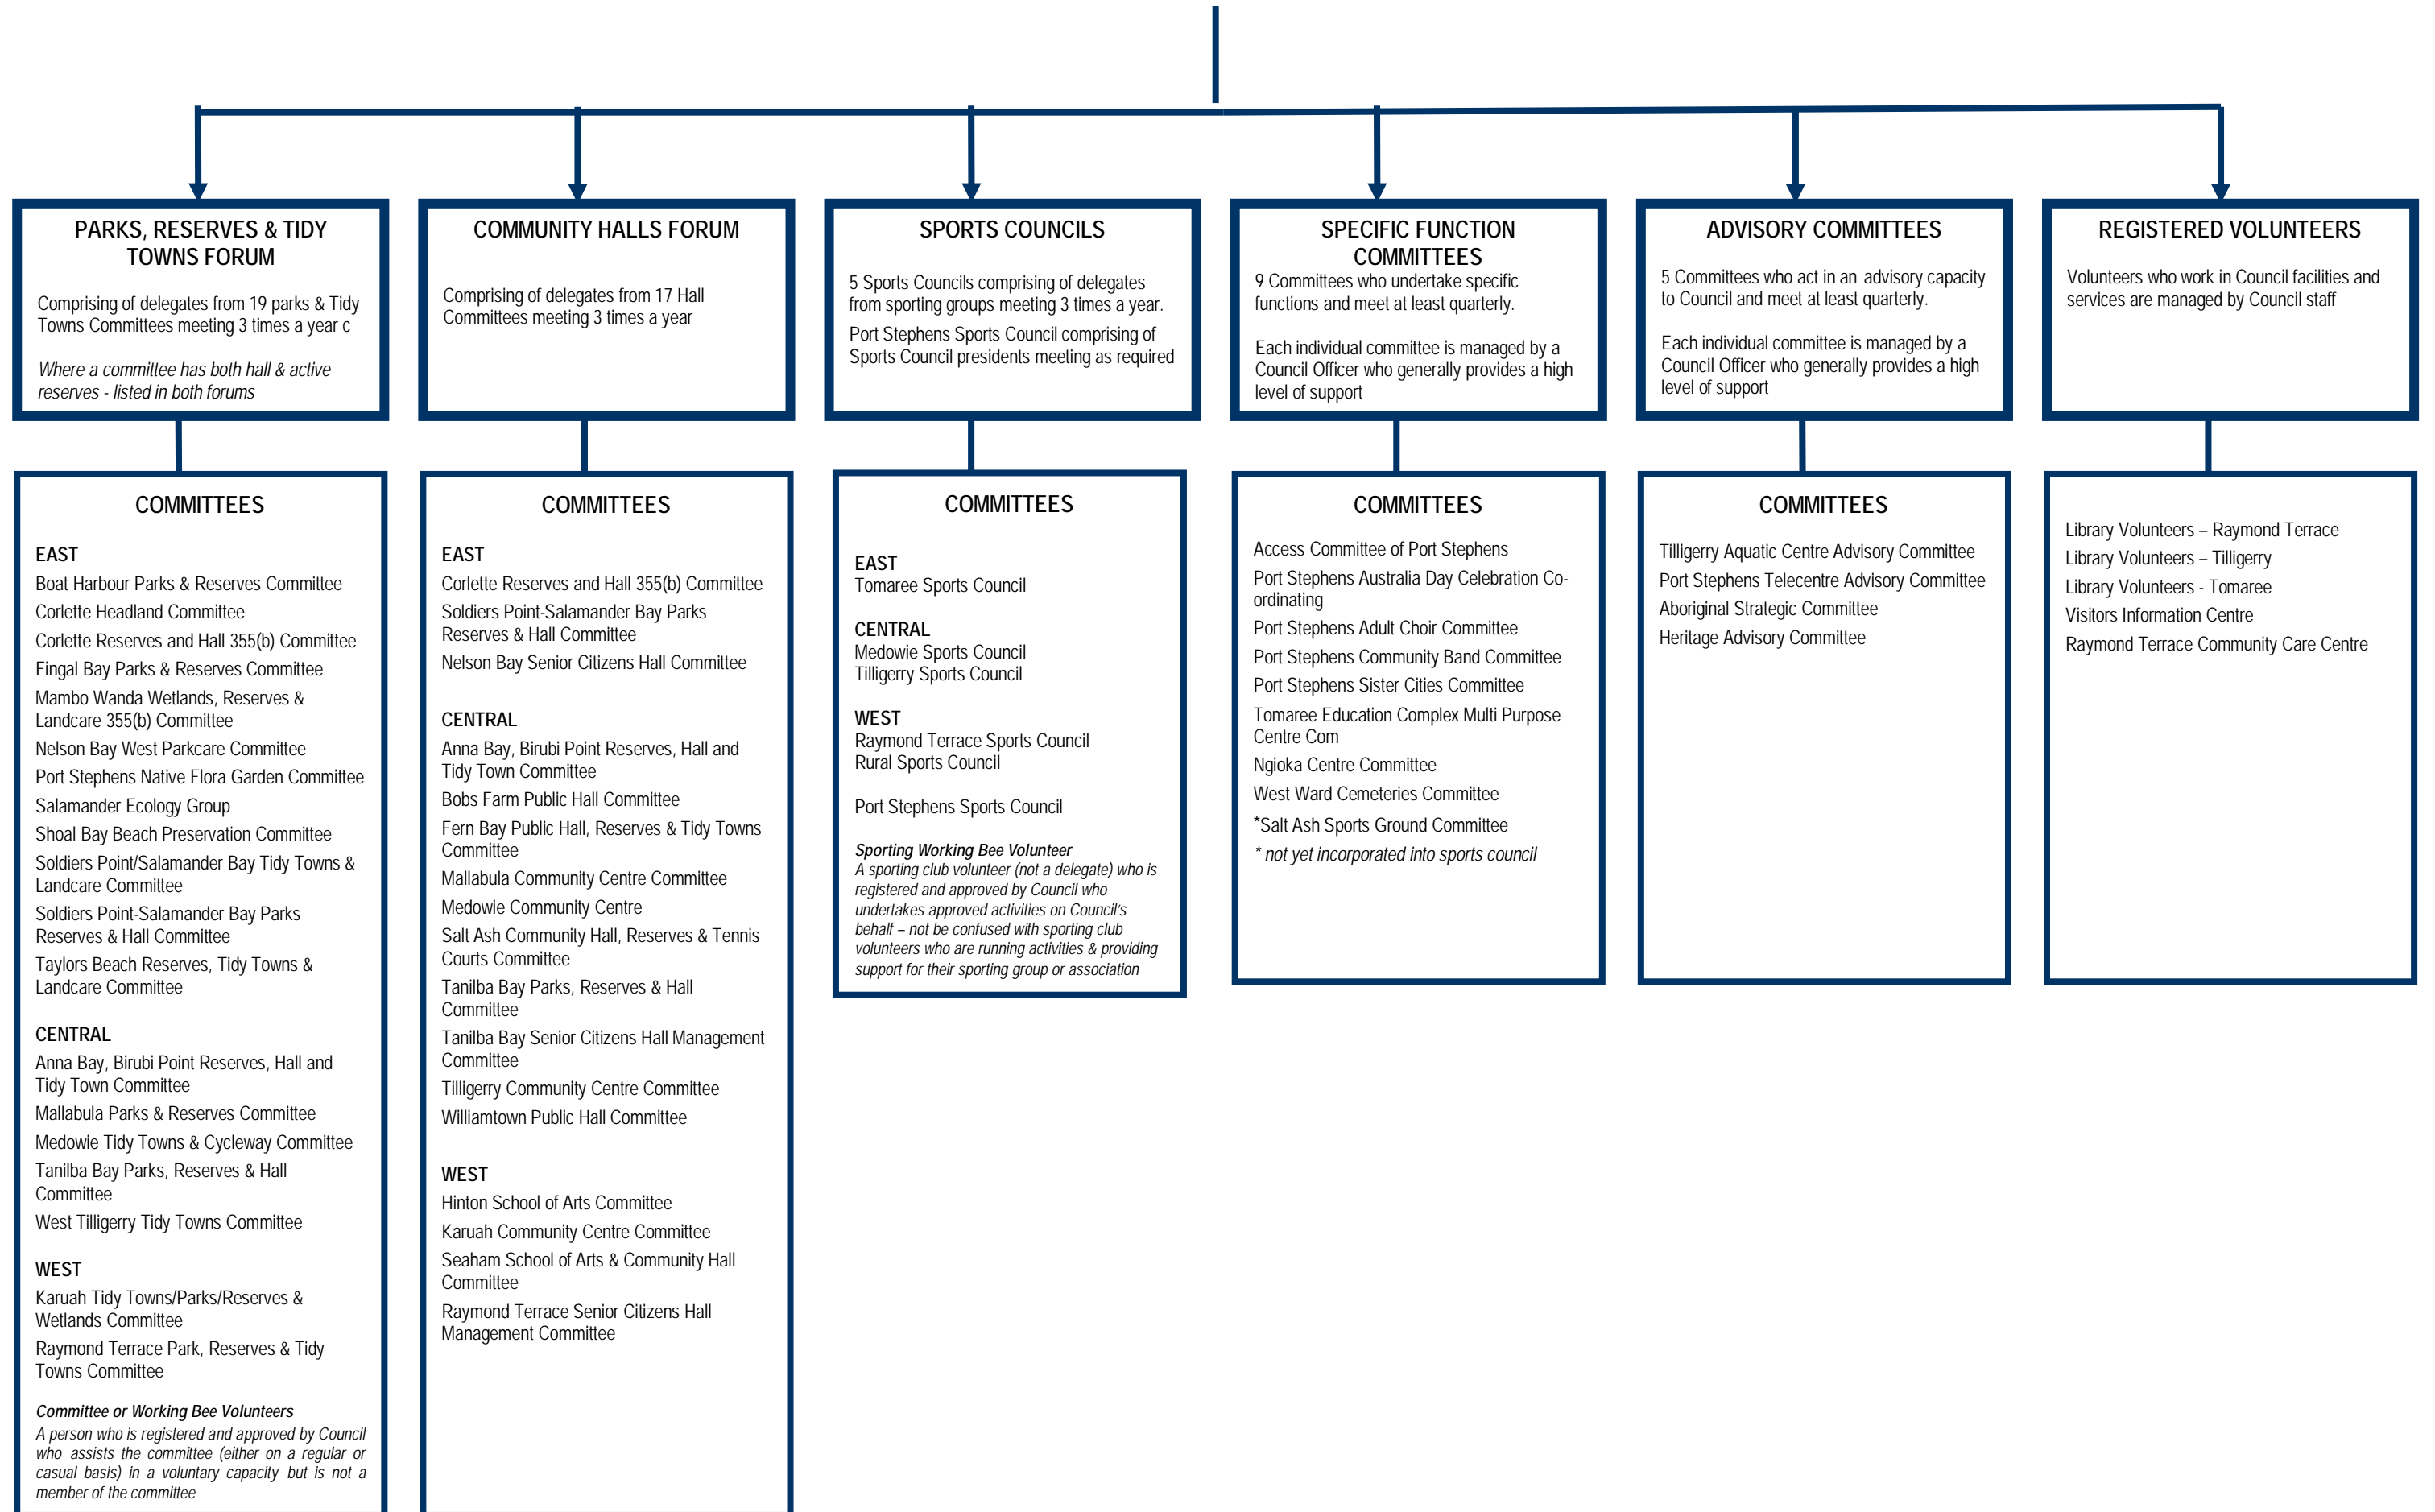 PARKS, RESERVES & TIDY
TOWNS FORUM
Comprising of delegates from 19 parks & Tidy
Towns Committees meeting 3 times a year c
Where a committee has both hall & active
reserves - listed in both forums
COMMUNITY HALLS FORUM
Comprising of delegates from 17 Hall
Committees meeting 3 times a year
SPORTS COUNCILS
5 Sports Councils comprising of delegates
from sporting groups meeting 3 times a year.
Port Stephens Sports Council comprising of
Sports Council presidents meeting as required
SPECIFIC FUNCTION
COMMITTEES
9 Committees who undertake specific
functions and meet at least quarterly.
Each individual committee is managed by a
Council Officer who generally provides a high
level of support
ADVISORY COMMITTEES
5 Committees who act in an advisory capacity
to Council and meet at least quarterly.
Each individual committee is managed by a
Council Officer who generally provides a high
level of support
REGISTERED VOLUNTEERS
Volunteers who work in Council facilities and
services are managed by Council staff
COMMITTEES
EAST
Boat Harbour Parks & Reserves Committee
Corlette Headland Committee
Corlette Reserves and Hall 355(b) Committee
Fingal Bay Parks & Reserves Committee
Mambo Wanda Wetlands, Reserves &
Landcare 355(b) Committee
Nelson Bay West Parkcare Committee
Port Stephens Native Flora Garden Committee
Salamander Ecology Group
Shoal Bay Beach Preservation Committee
Soldiers Point/Salamander Bay Tidy Towns &
Landcare Committee
Soldiers Point-Salamander Bay Parks
Reserves & Hall Committee
Taylors Beach Reserves, Tidy Towns &
Landcare Committee
CENTRAL
Anna Bay, Birubi Point Reserves, Hall and
Tidy Town Committee
Mallabula Parks & Reserves Committee
Medowie Tidy Towns & Cycleway Committee
Tanilba Bay Parks, Reserves & Hall
Committee
West Tilligerry Tidy Towns Committee
WEST
Karuah Tidy Towns/Parks/Reserves &
Wetlands Committee
Raymond Terrace Park, Reserves & Tidy
Towns Committee
Committee or Working Bee Volunteers
A person who is registered and approved by Council
who assists the committee (either on a regular or
casual basis) in a voluntary capacity but is not a
member of the committee
COMMITTEES
EAST
Corlette Reserves and Hall 355(b) Committee
Soldiers Point-Salamander Bay Parks
Reserves & Hall Committee
Nelson Bay Senior Citizens Hall Committee
CENTRAL
Anna Bay, Birubi Point Reserves, Hall and
Tidy Town Committee
Bobs Farm Public Hall Committee
Fern Bay Public Hall, Reserves & Tidy Towns
Committee
Mallabula Community Centre Committee
Medowie Community Centre
Salt Ash Community Hall, Reserves & Tennis
Courts Committee
Tanilba Bay Parks, Reserves & Hall
Committee
Tanilba Bay Senior Citizens Hall Management
Committee
Tilligerry Community Centre Committee
Williamtown Public Hall Committee
WEST
Hinton School of Arts Committee
Karuah Community Centre Committee
Seaham School of Arts & Community Hall
Committee
Raymond Terrace Senior Citizens Hall
Management Committee
COMMITTEES
EAST
Tomaree Sports Council
CENTRAL
Medowie Sports Council
Tilligerry Sports Council
WEST
Raymond Terrace Sports Council
Rural Sports Council
Port Stephens Sports Council
Sporting Working Bee Volunteer
A sporting club volunteer (not a delegate) who is
registered and approved by Council who
undertakes approved activities on Council's
behalf – not be confused with sporting club
volunteers who are running activities & providing
support for their sporting group or association
COMMITTEES
Access Committee of Port Stephens
Port Stephens Australia Day Celebration Co-
ordinating
Port Stephens Adult Choir Committee
Port Stephens Community Band Committee
Port Stephens Sister Cities Committee
Tomaree Education Complex Multi Purpose
Centre Com
Ngioka Centre Committee
West Ward Cemeteries Committee
*Salt Ash Sports Ground Committee
* not yet incorporated into sports council
COMMITTEES
Tilligerry Aquatic Centre Advisory Committee
Port Stephens Telecentre Advisory Committee
Aboriginal Strategic Committee
Heritage Advisory Committee
Library Volunteers – Raymond Terrace
Library Volunteers – Tilligerry
Library Volunteers - Tomaree
Visitors Information Centre
Raymond Terrace Community Care Centre